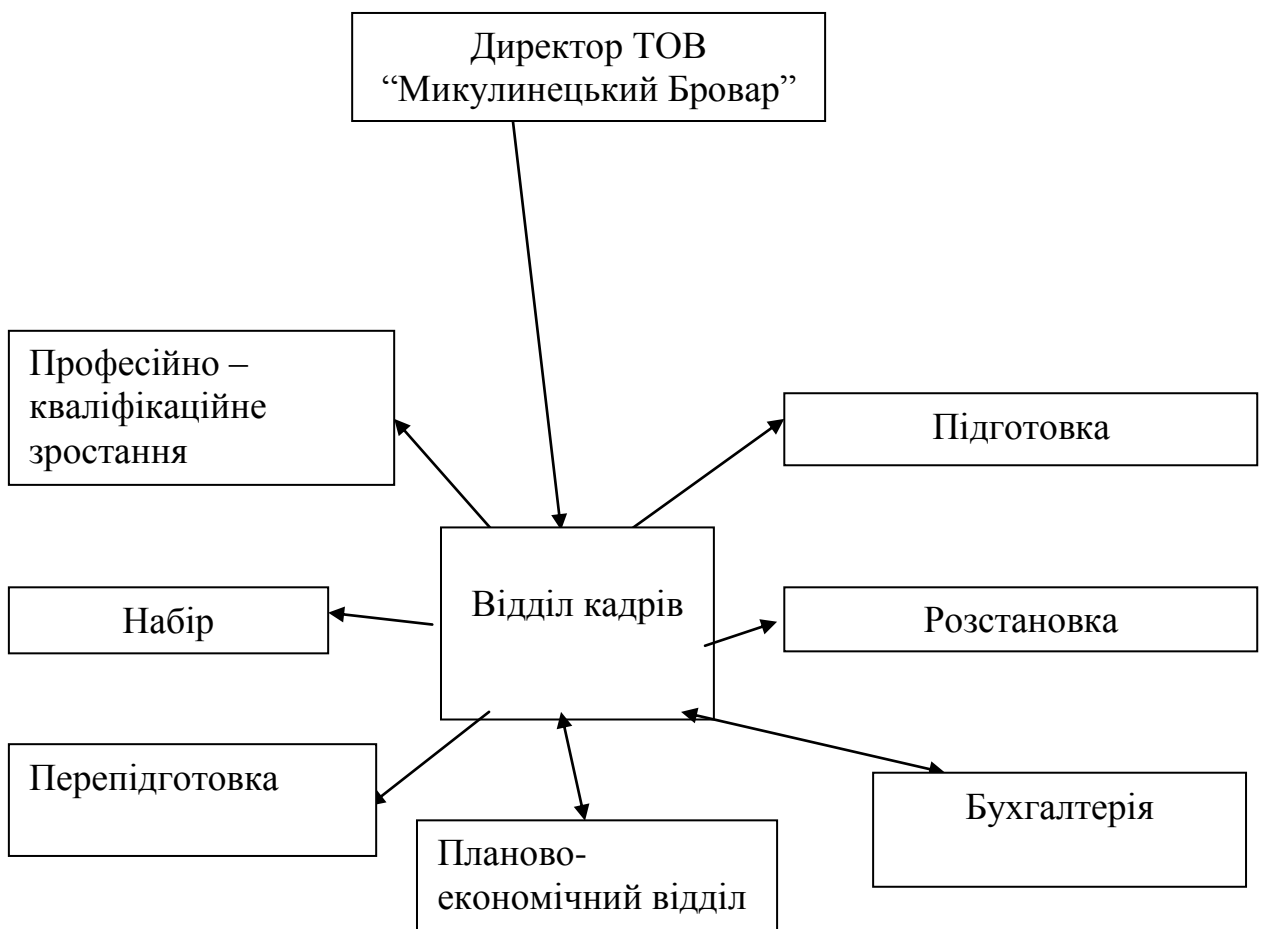 Директор ТОВ
“Микулинецький Бровар”
Професійно –
кваліфікаційне
зростання
Підготовка
Відділ кадрів
Набір
Розстановка
Перепідготовка
Бухгалтерія
Планово-
економічний відділ